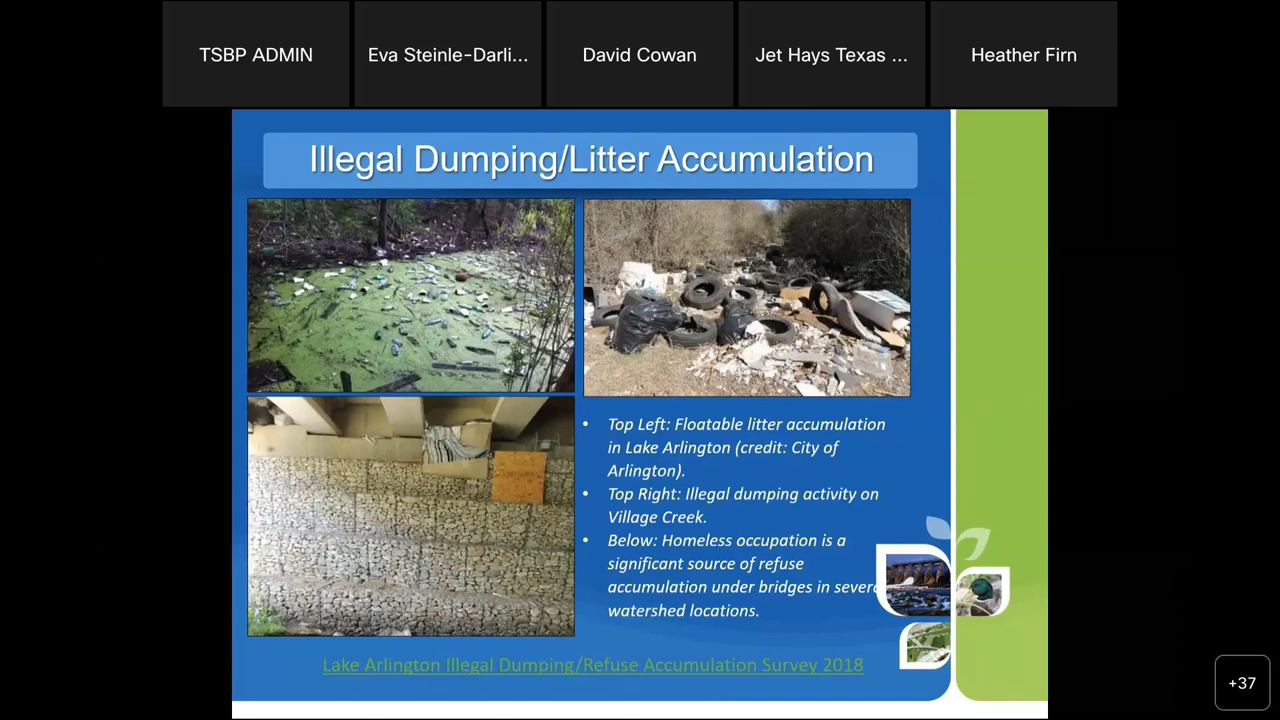 TSBP ADMIN
Eva Steinle-Darli...
David Cowan
Jet Hays Texas ...
Heather Firn
Illegal Dumping/Litter Accumulation
• Top Left: Floatable litter accumulation
in Lake Arlington (credit: City of
Arlington).
• Top Right: Illegal dumping activity on
Village Creek.
• Below: Homeless occupation is a
significant source of refuse
accumulation under bridges in severa
watershed locations.
Lake Arlington Illegal Dumping/Refuse Accumulation Survey 2018
+37